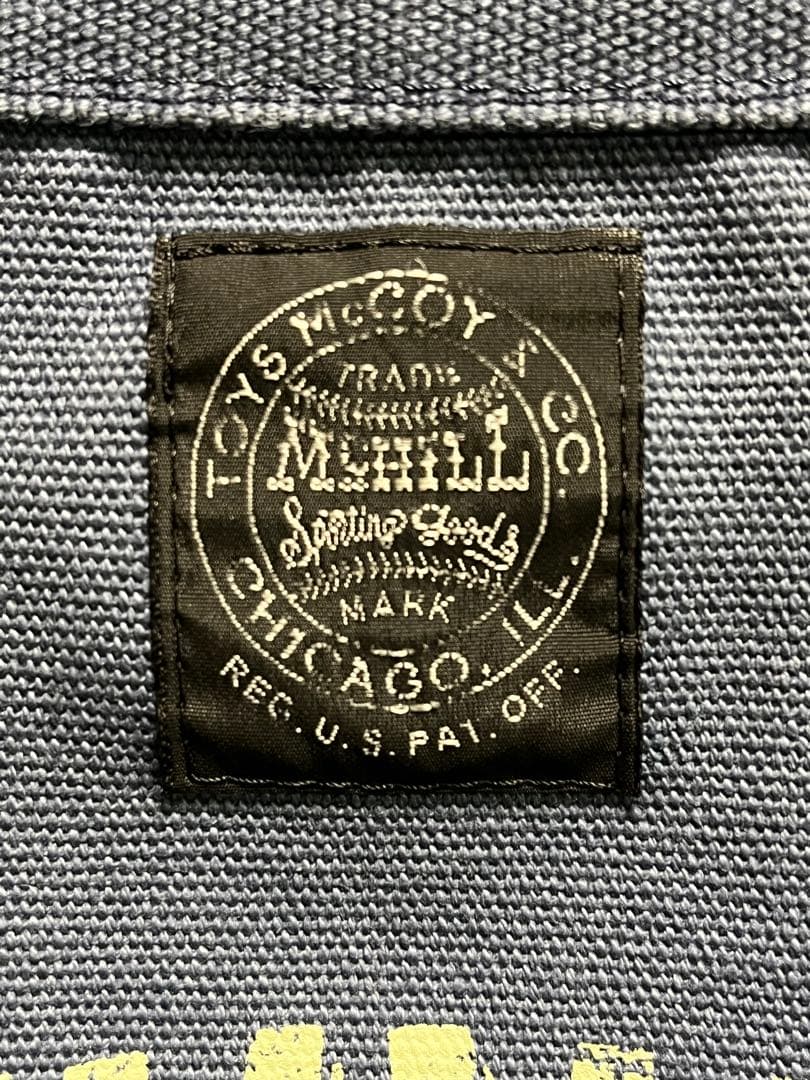 TOYS McCOY & CO.
TRADE
McHILL
Sporting Goods
MARK
CHICAGO, ILL.
REG. U.S. PAT. OFF.